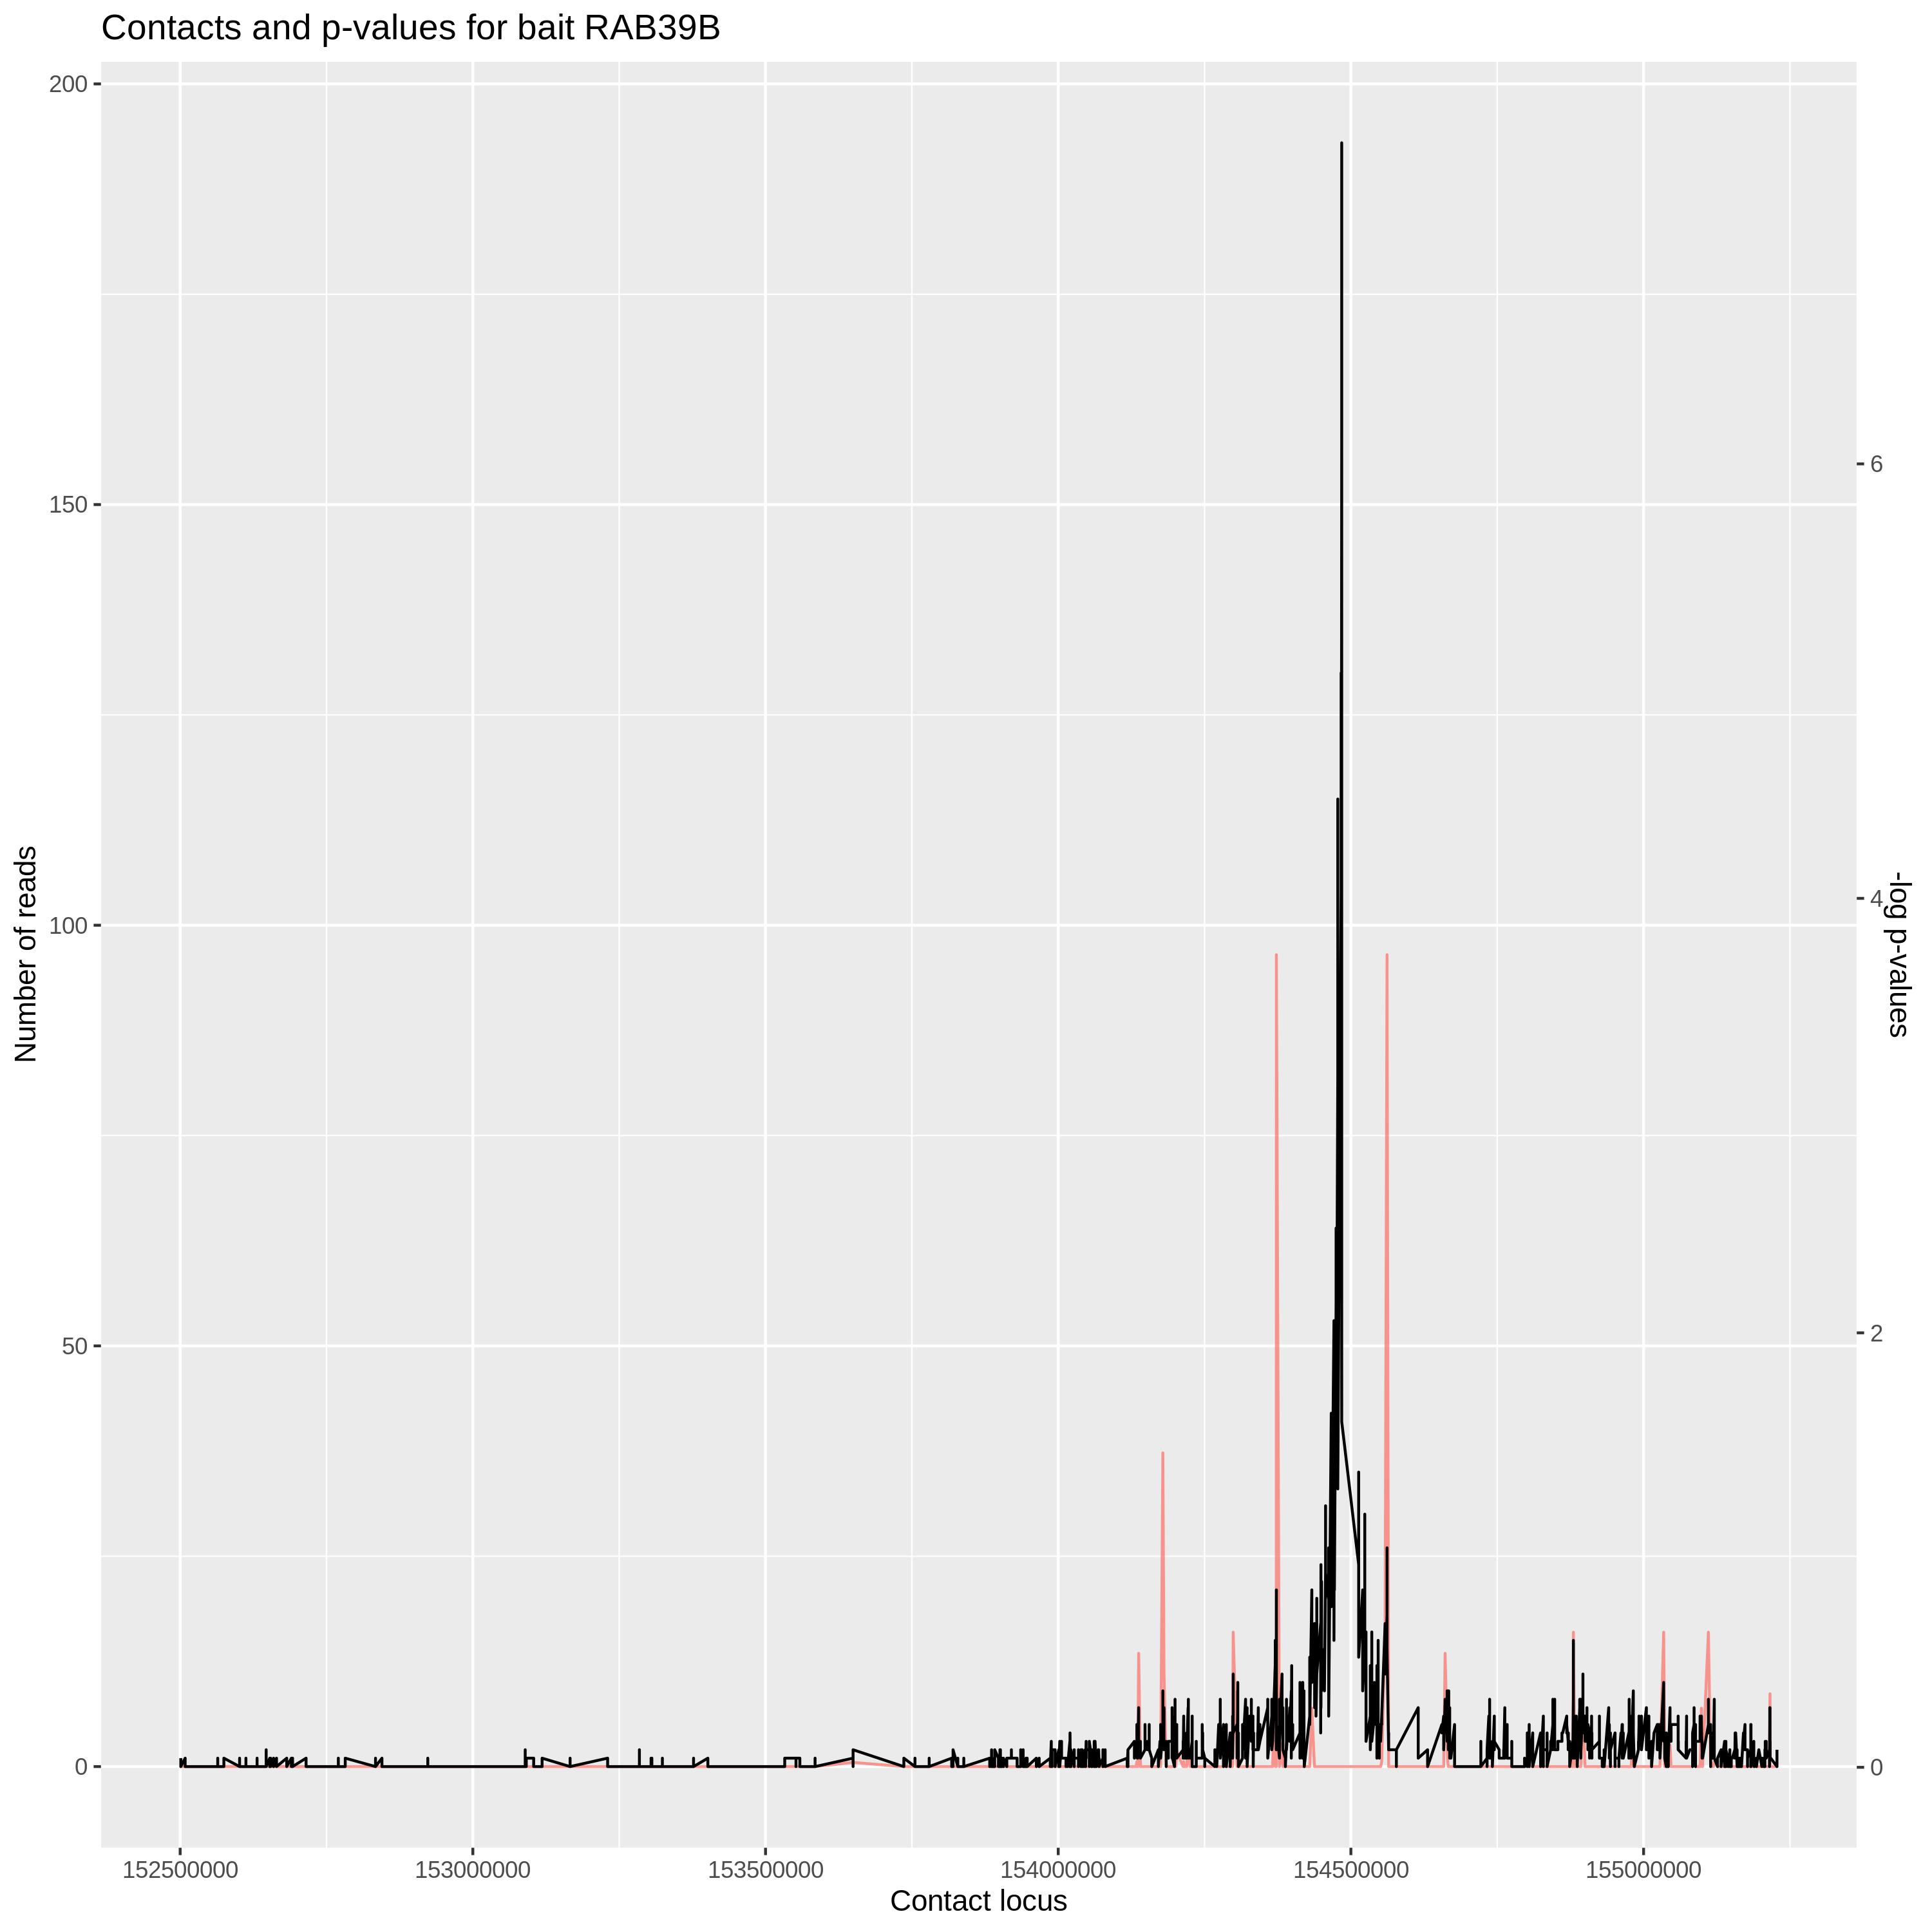 Contacts and p-values for bait RAB39B
200
150
100
50
0
6
4
2
0
Number of reads
-log p-values
152500000 153000000 153500000 154000000 154500000 155000000
Contact locus